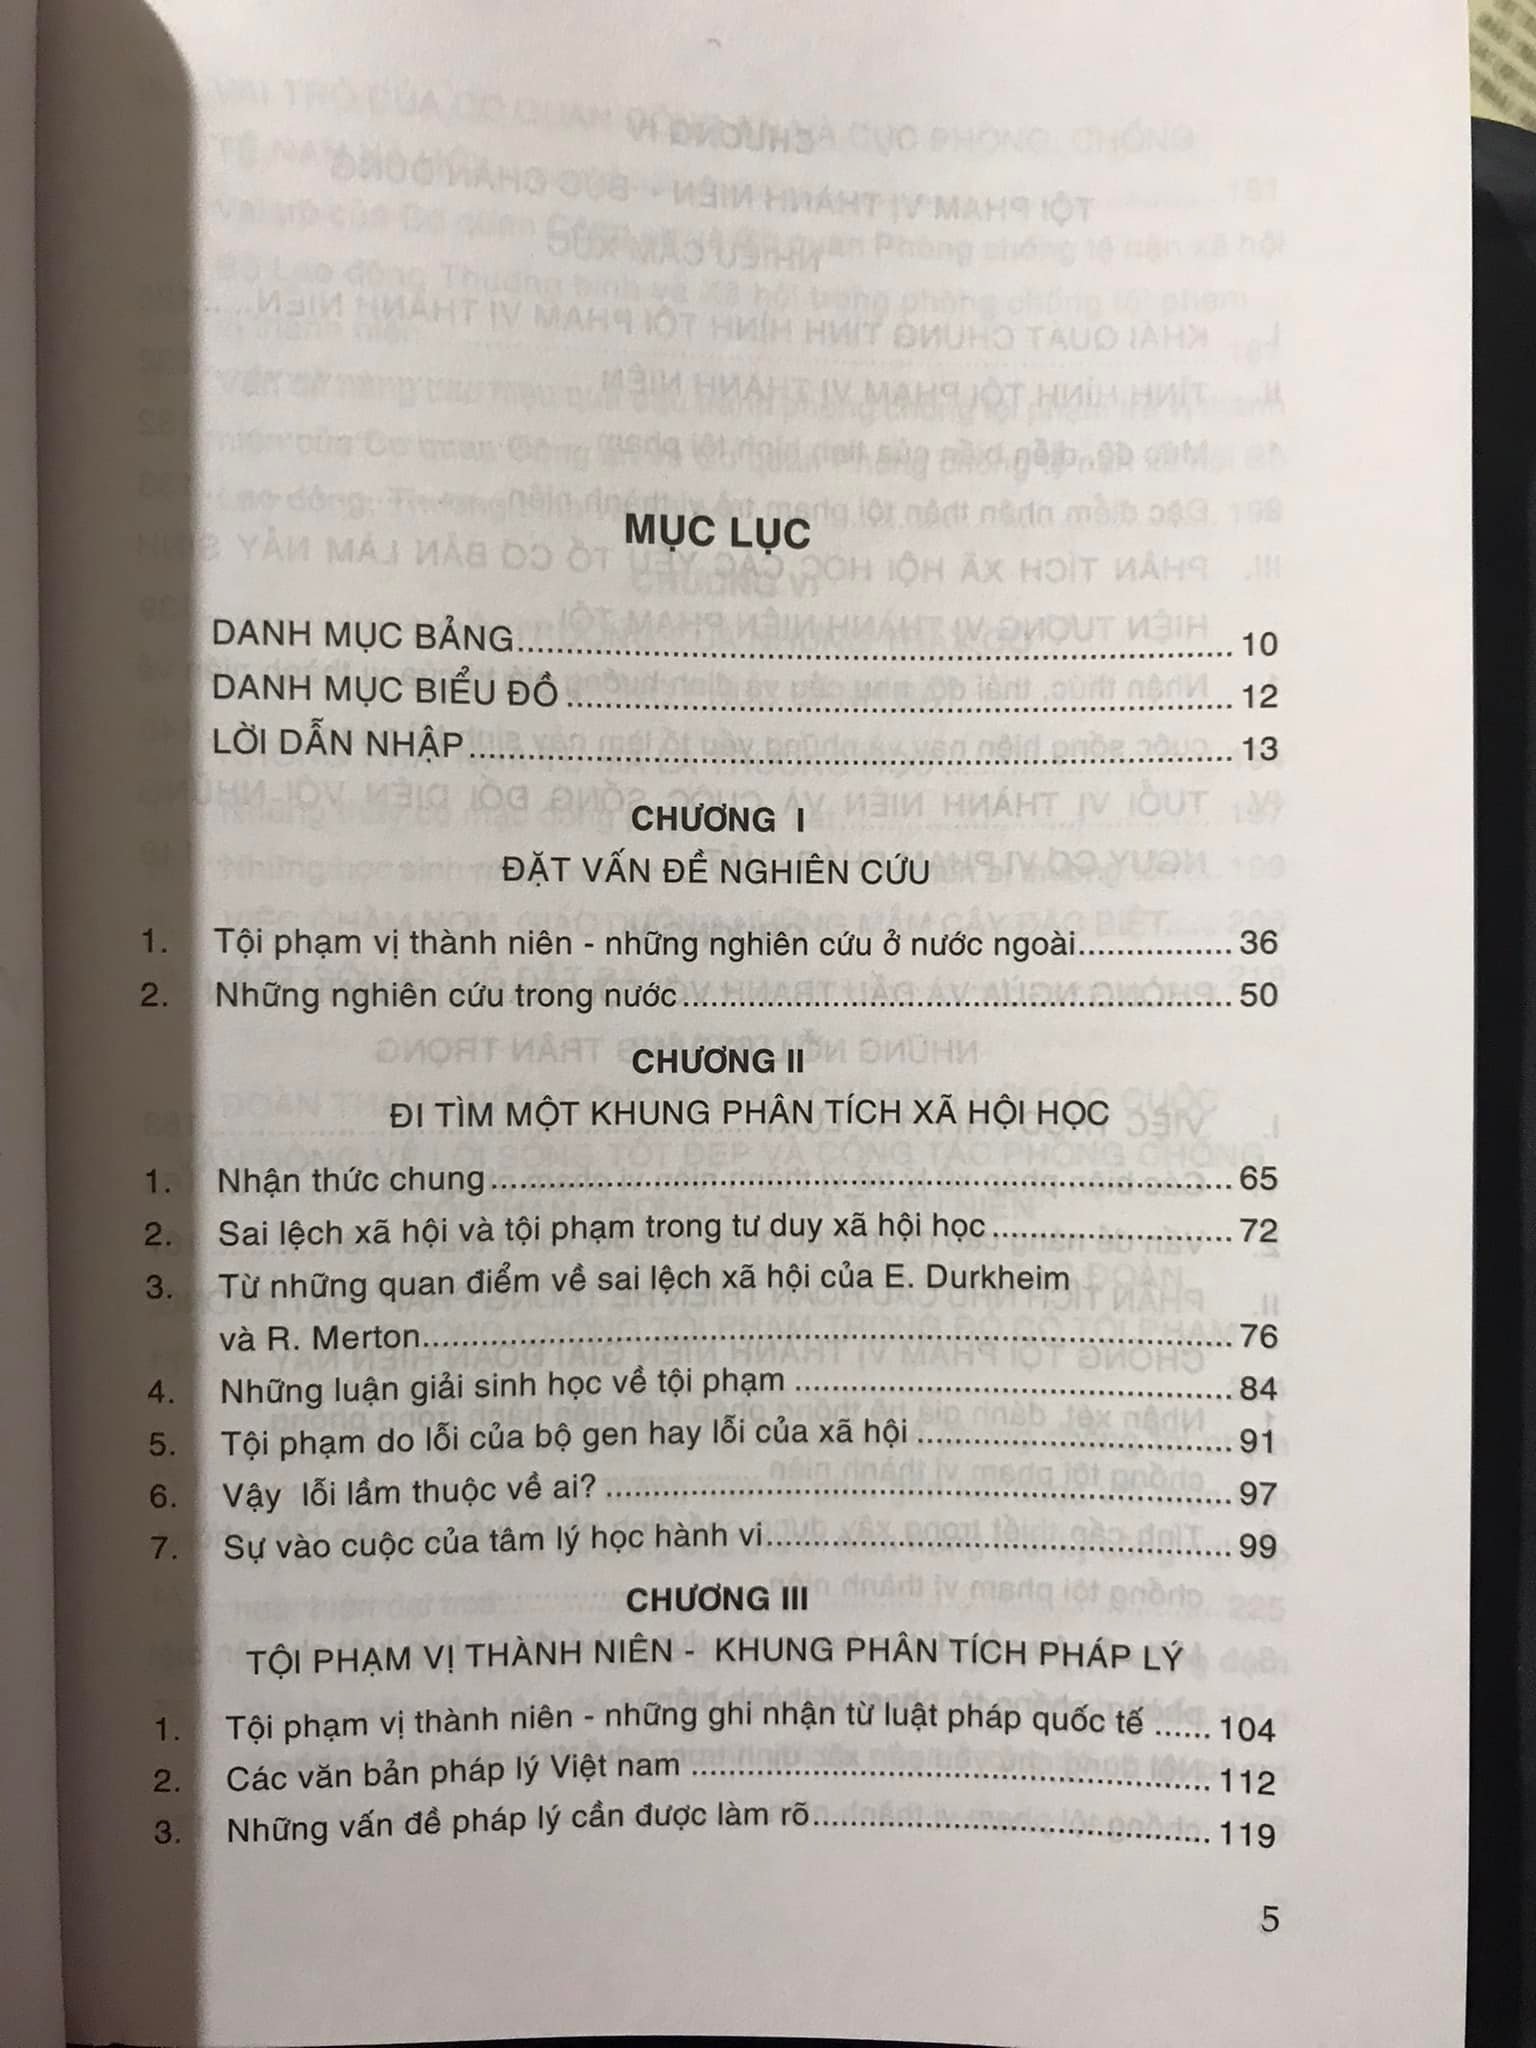 MỤC LỤC
DANH MỤC BẢNG.......................................................................... 10
DANH MỤC BIỂU ĐỒ ..................................................................... 12
LỜI DẪN NHẬP............................................................................... 13
CHƯƠNG I
ĐẶT VẤN ĐỀ NGHIÊN CỨU
1. Tội phạm vị thành niên - những nghiên cứu ở nước ngoài................ 36
2. Những nghiên cứu trong nước........................................................ 50
CHƯƠNG II
ĐI TÌM MỘT KHUNG PHÂN TÍCH XÃ HỘI HỌC
1. Nhận thức chung............................................................................ 65
2. Sai lệch xã hội và tội phạm trong tư duy xã hội học ........................ 72
3. Từ những quan điểm về sai lệch xã hội của E. Durkheim
và R. Merton.................................................................................. 76
4. Những luận giải sinh học về tội phạm ............................................ 84
5. Tội phạm do lỗi của bộ gen hay lỗi của xã hội ................................ 91
6. Vậy lỗi lầm thuộc về ai? ................................................................ 97
7. Sự vào cuộc của tâm lý học hành vi................................................ 99
CHƯƠNG III
TỘI PHẠM VỊ THÀNH NIÊN - KHUNG PHÂN TÍCH PHÁP LÝ
1. Tội phạm vị thành niên - những ghi nhận từ luật pháp quốc tế ...... 104
2. Các văn bản pháp lý Việt nam ..................................................... 112
3. Những vấn đề pháp lý cần được làm rõ......................................... 119
5